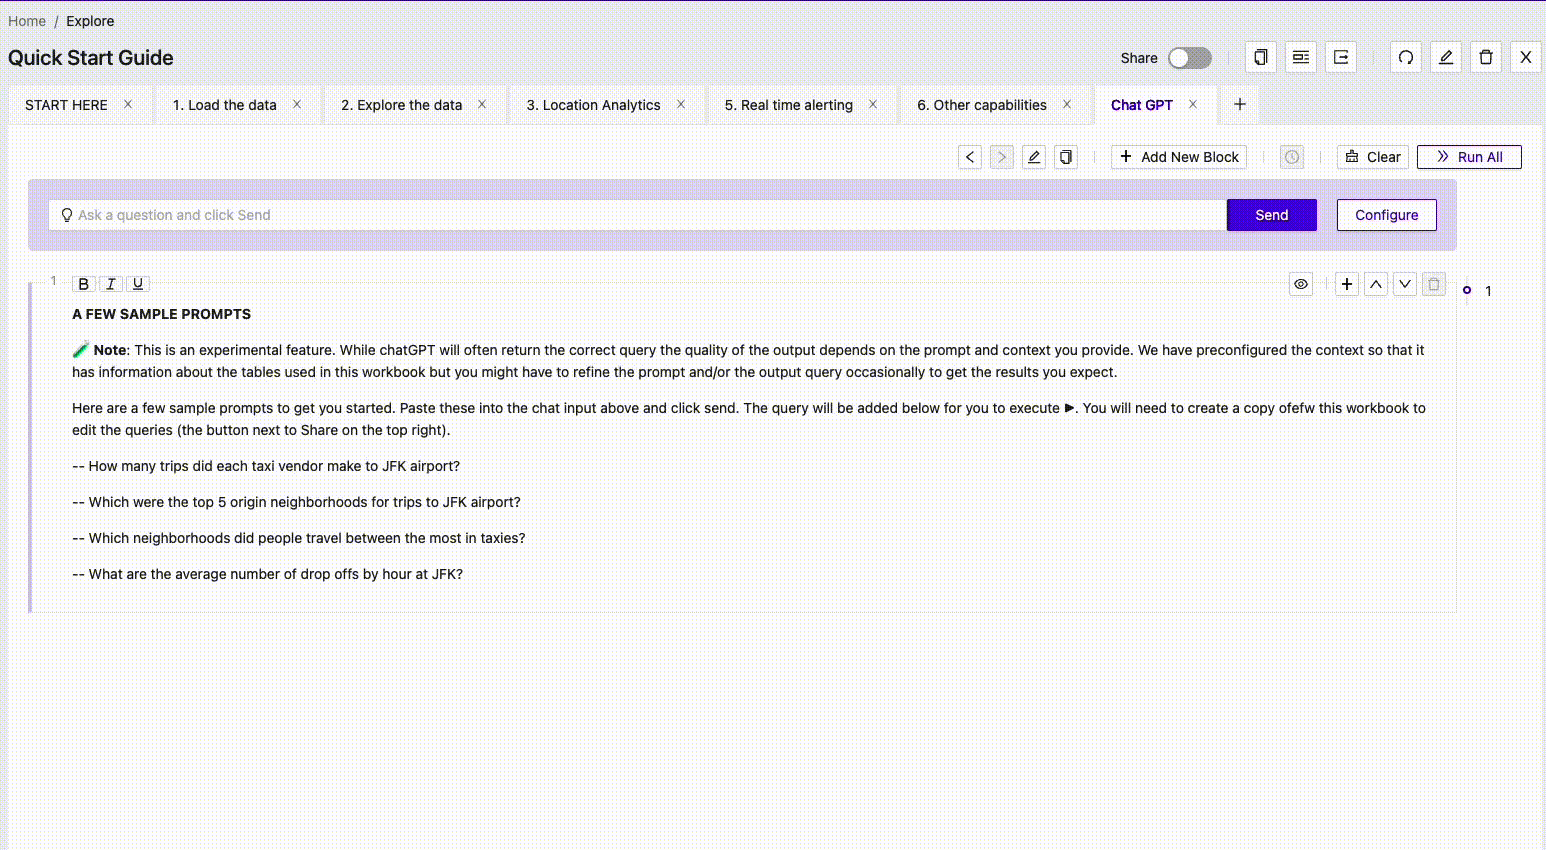 Home / Explore
Quick Start Guide
Share
START HERE
1. Load the data
2. Explore the data
3. Location Analytics
5. Real time alerting
6. Other capabilities
Chat GPT
Add New Block
Clear
Run All
Ask a question and click Send
Send
Configure
1
B I U
1
A FEW SAMPLE PROMPTS
Note: This is an experimental feature. While chatGPT will often return the correct query the quality of the output depends on the prompt and context you provide. We have preconfigured the context so that it
has information about the tables used in this workbook but you might have to refine the prompt and/or the output query occasionally to get the results you expect.
Here are a few sample prompts to get you started. Paste these into the chat input above and click send. The query will be added below for you to execute ▶. You will need to create a copy ofefw this workbook to
edit the queries (the button next to Share on the top right).
-- How many trips did each taxi vendor make to JFK airport?
-- Which were the top 5 origin neighborhoods for trips to JFK airport?
-- Which neighborhoods did people travel between the most in taxies?
-- What are the average number of drop offs by hour at JFK?